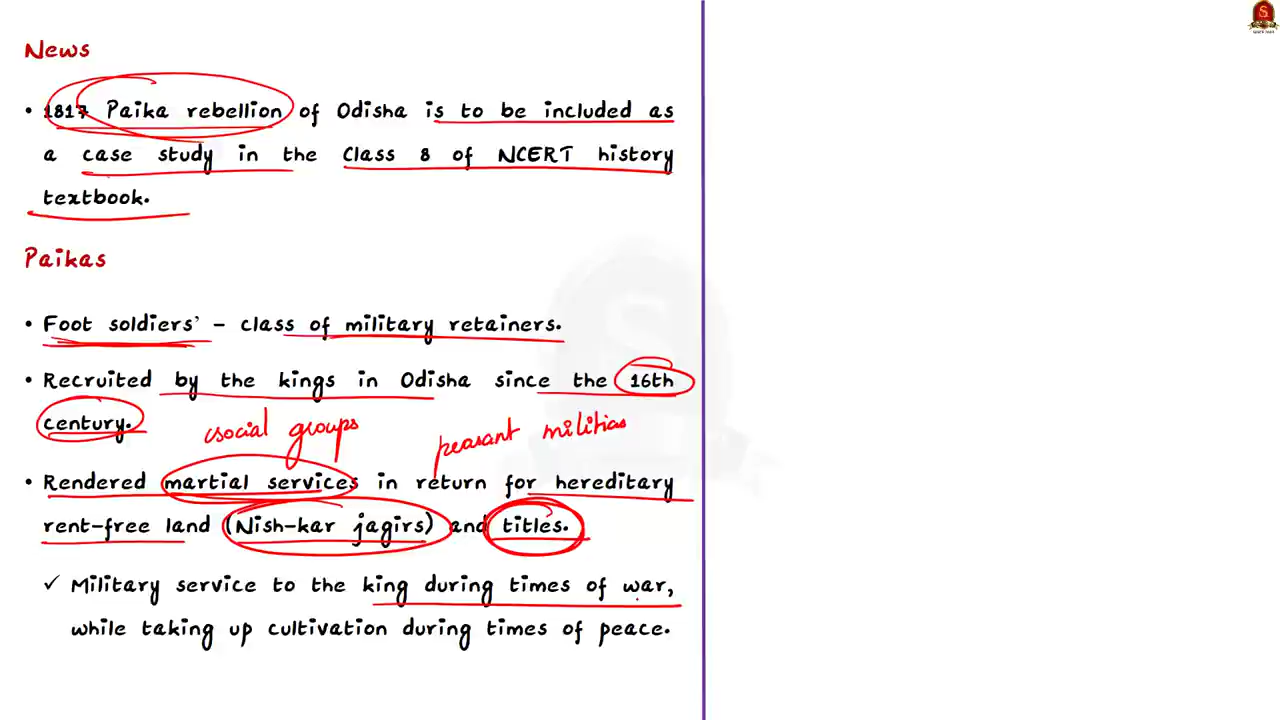 News
• 1817 Paika rebellion of Odisha is to be included as
a case study in the Class 8 of NCERT history
textbook.
Paikas
• Foot soldiers' - class of military retainers.
• Recruited by the kings in Odisha since the 16th
century.
social groups peasant militias
• Rendered martial services in return for hereditary
rent-free land (Nish-kar jagirs) and titles.
✓ Military service to the king during times of war,
while taking up cultivation during times of peace.